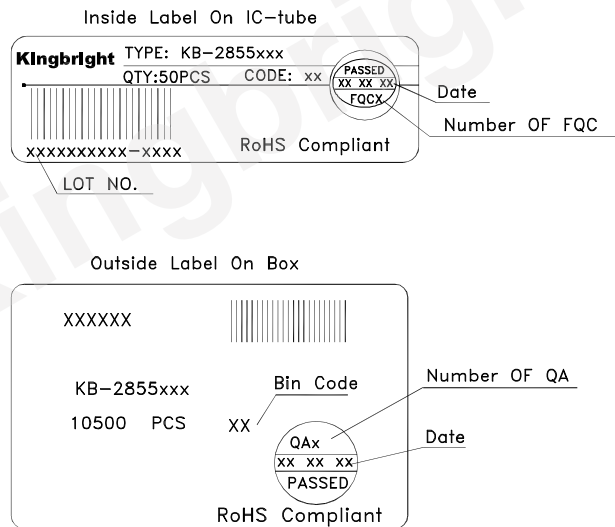 Inside Label On IC-tube
Kingbright TYPE: KB-2855xxx
QTY:50PCS CODE: xx
PASSED
XX XX XX
FQCX
Date
Number OF FQC
RoHS Compliant
xxxxxxxxxx-xxxx
LOT NO.
Outside Label On Box
XXXXXX
KB-2855xxx
Bin Code
Number OF QA
10500 PCS
XX
QAx
Date
XX XX XX
PASSED
RoHS Compliant
Kingbright